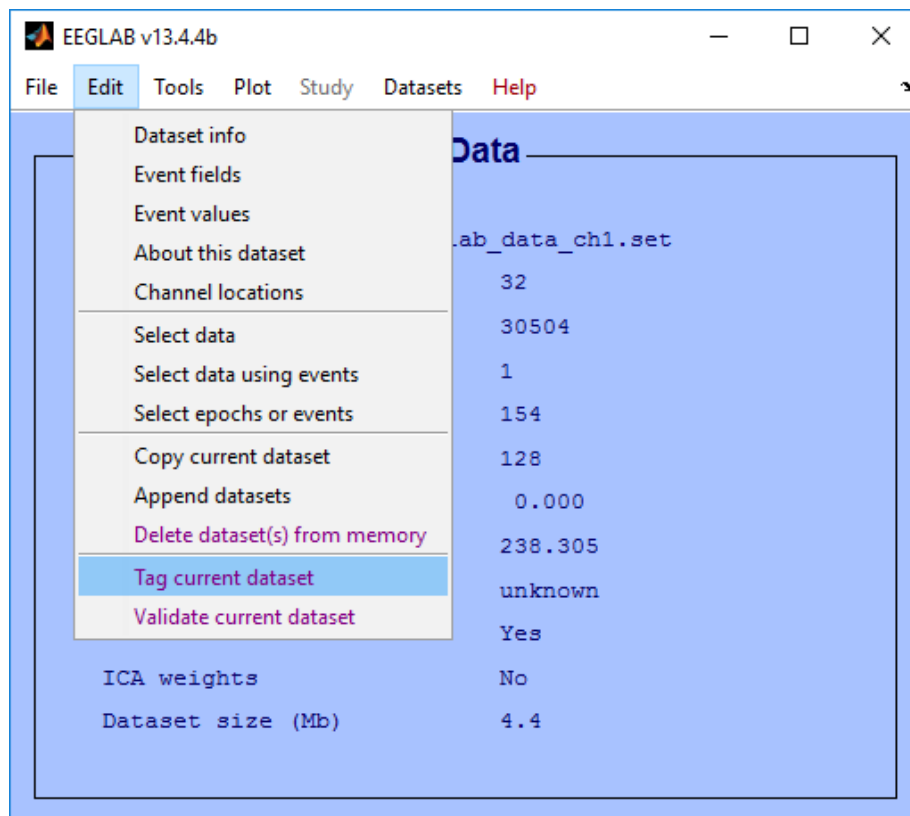 EEGLAB v13.4.4b
File Edit Tools Plot Study Datasets Help
Data
Dataset info
Event fields
Event values
About this dataset
Channel locations
Select data
Select data using events
Select epochs or events
Copy current dataset
Append datasets
Delete dataset(s) from memory
Tag current dataset
Validate current dataset
lab_data_ch1.set
32
30504
1
154
128
0.000
238.305
unknown
Yes
ICA weights No
Dataset size (Mb) 4.4